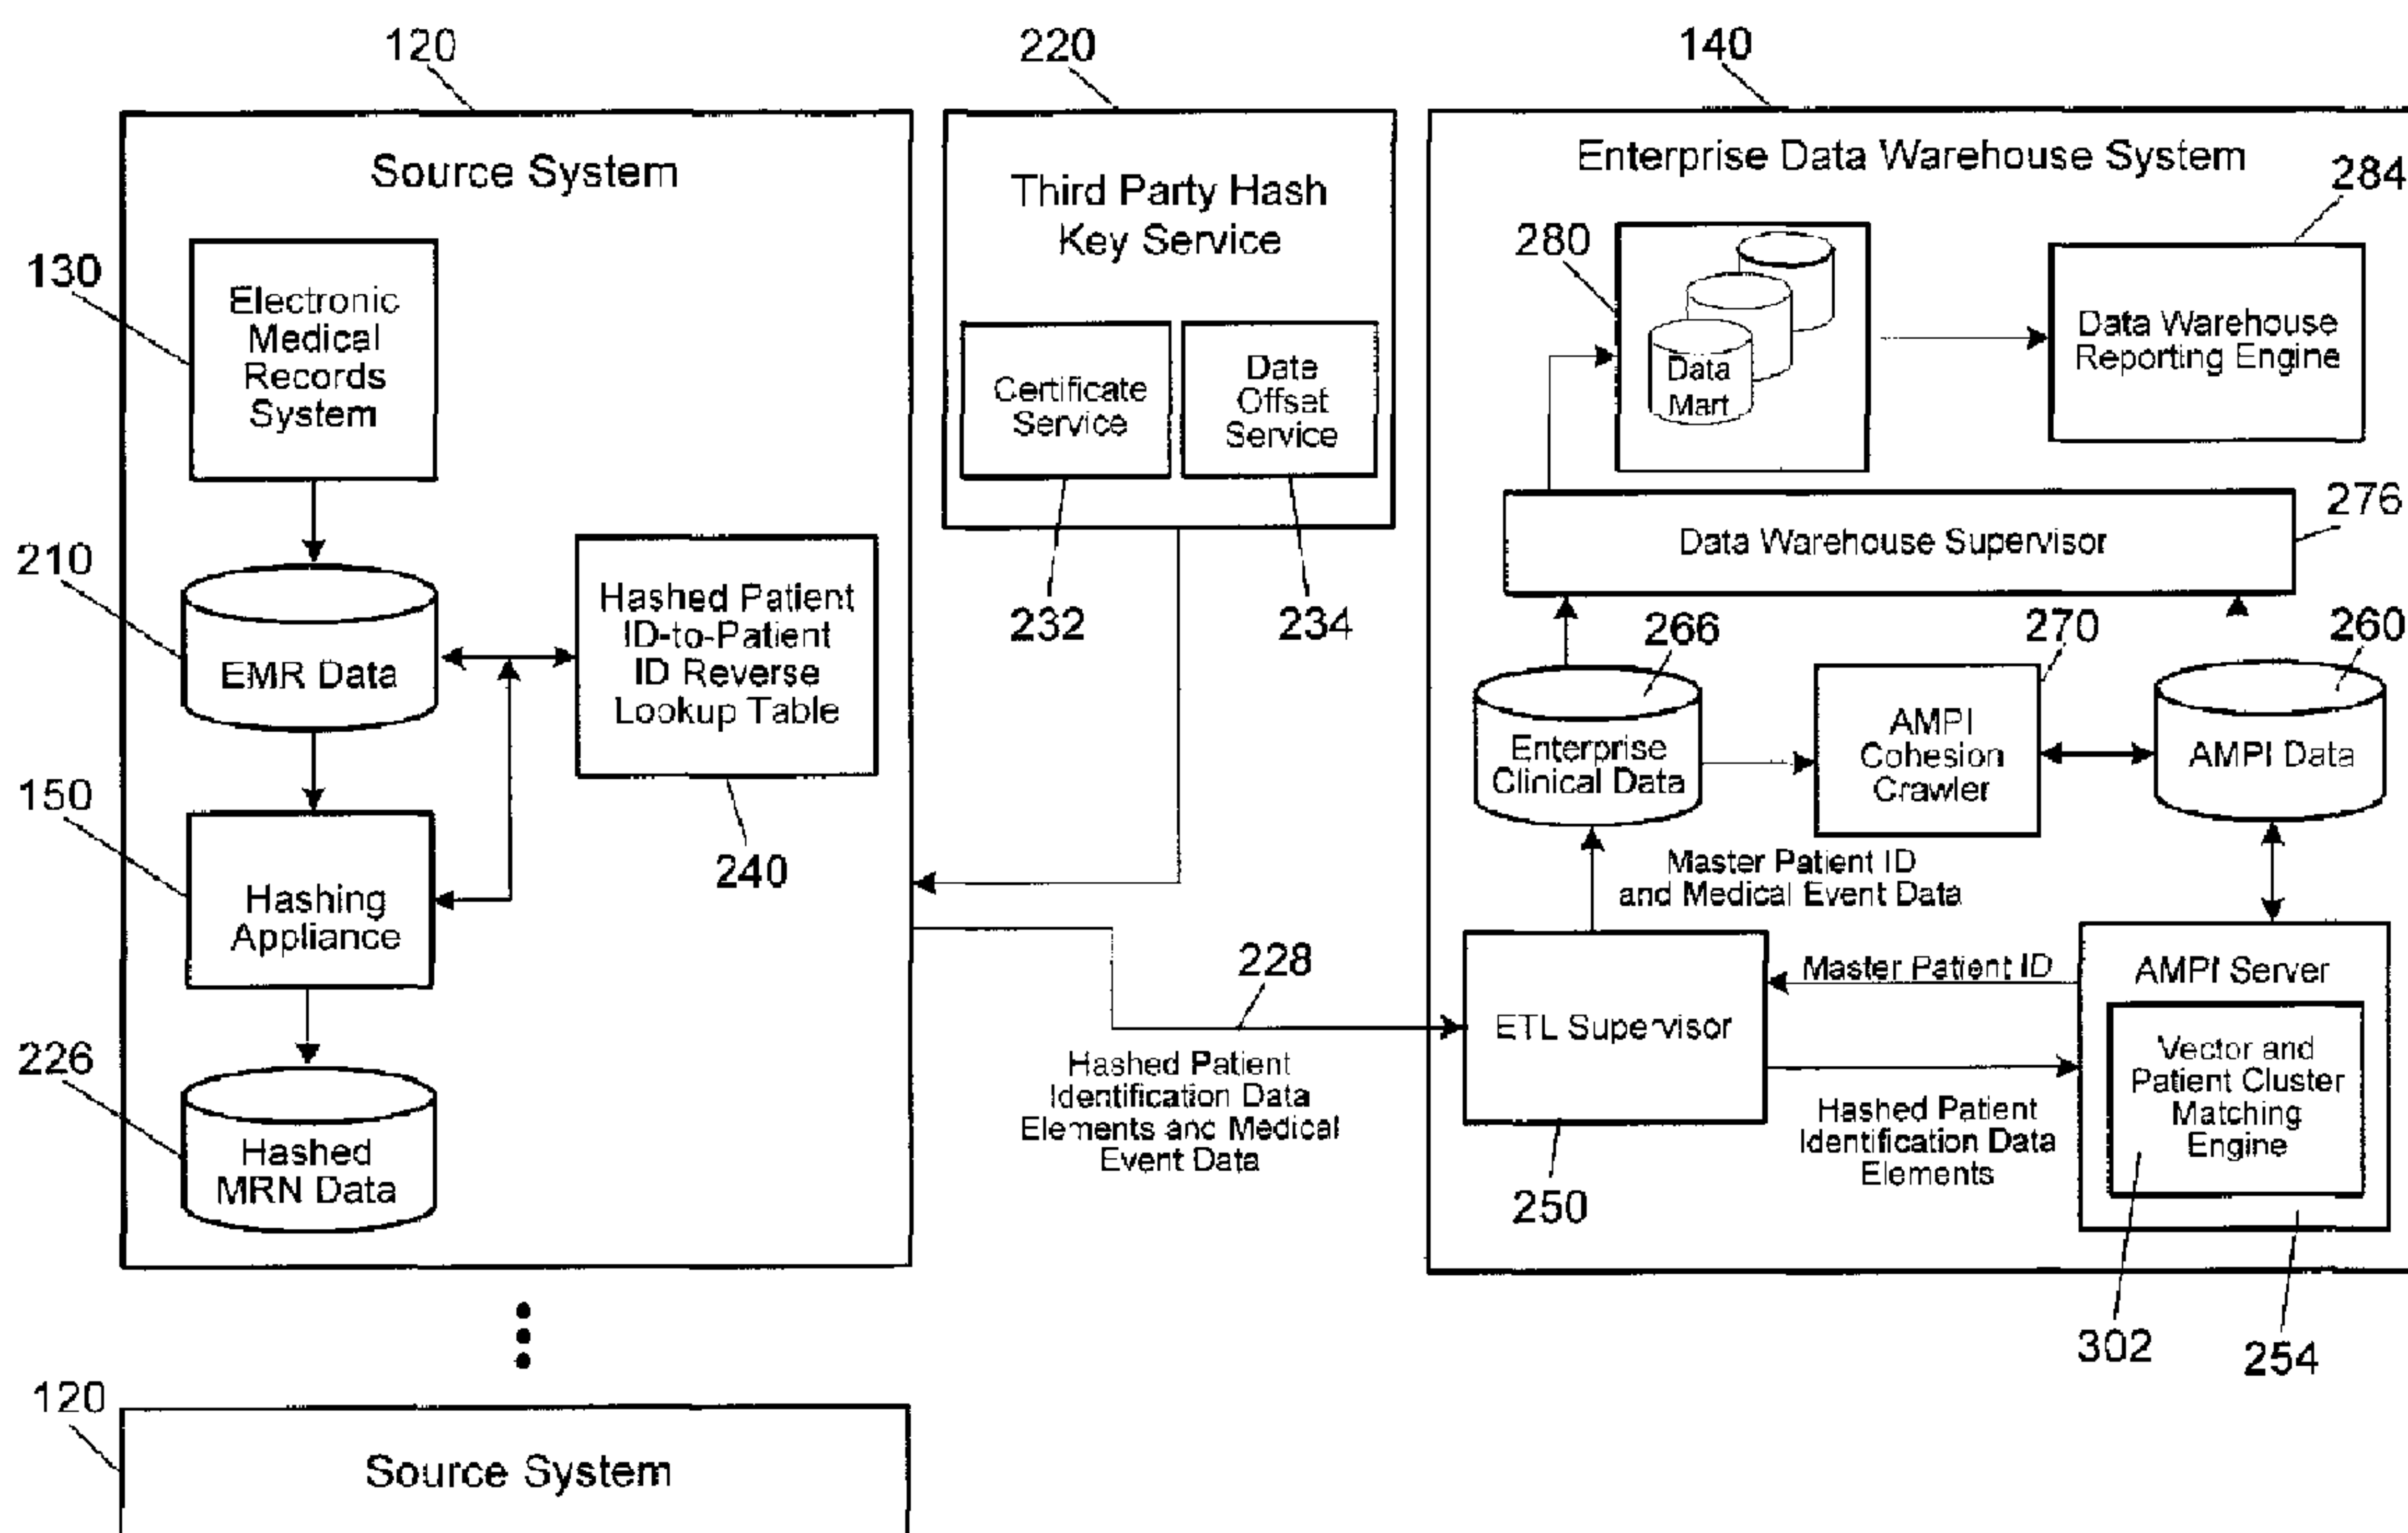 120
220
140
Source System
130
Electronic
Medical
Records
System
210
EMR Data
Hashed Patient
ID-to-Patient
ID Reverse
Lookup Table
240
150
Hashing
Appliance
226
Hashed
MRN Data
Third Party Hash
Key Service
Certificate
Service
Date
Offset
Service
232
234
228
Hashed Patient
Identification Data
Elements and Medical
Event Data
Enterprise Data Warehouse System
280
Data
Mart
284
Data Warehouse
Reporting Engine
276
Data Warehouse Supervisor
266
Enterprise
Clinical Data
270
AMPI
Cohesion
Crawler
260
AMPI Data
Master Patient ID
and Medical Event Data
ETL Supervisor
250
Master Patient ID
Hashed Patient
Identification Data
Elements
AMPI Server
Vector and
Patient Cluster
Matching
Engine
302
254
120
Source System